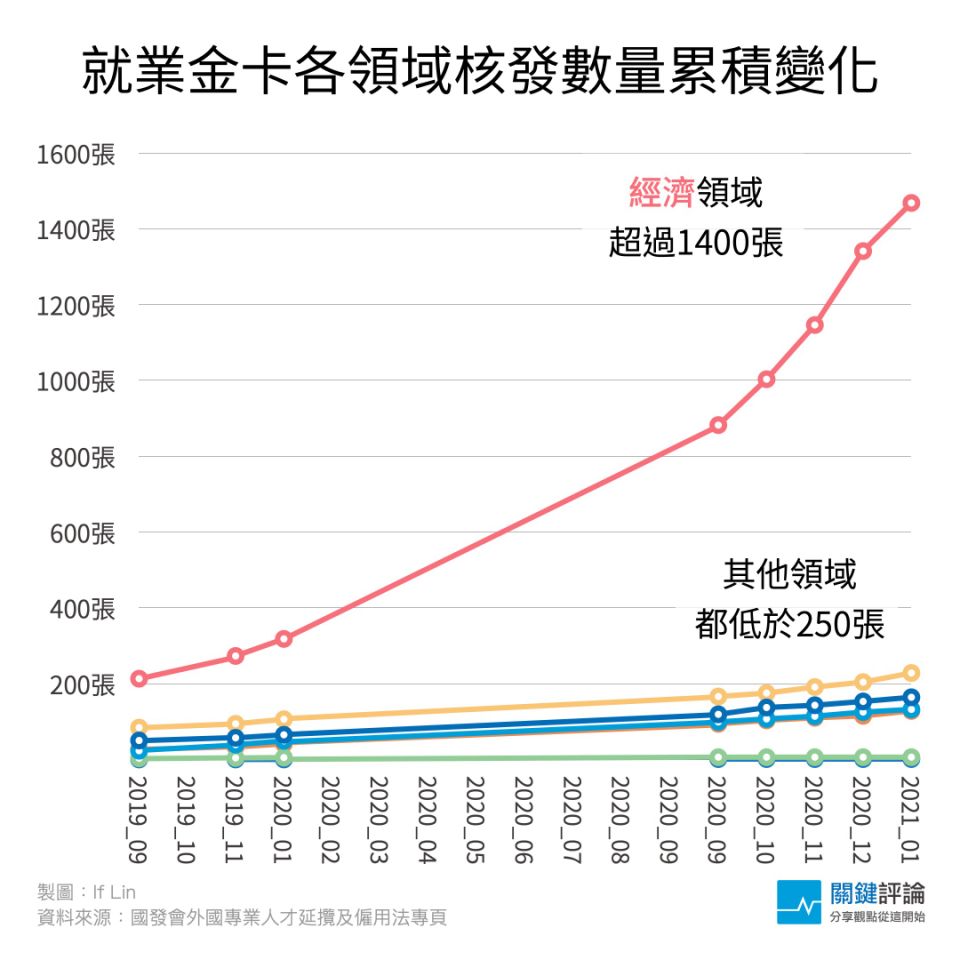 就業金卡各領域核發數量累積變化
1600張
1400張
1200張
1000張
800張
600張
400張
200張
經濟領域
超過1400張
其他領域
都低於250張
2019_09
2019_10
2019_11
2020_01
2020_02
2020_03
2020_04
2020_05
2020_06
2020_07
2020_08
2020_09
2020_09
2020_10
2020_11
2020_12
2021_01
製圖：If Lin
資料來源：國發會外國專業人才延攬及僱用法專頁
關鍵評論
分享觀點從這開始